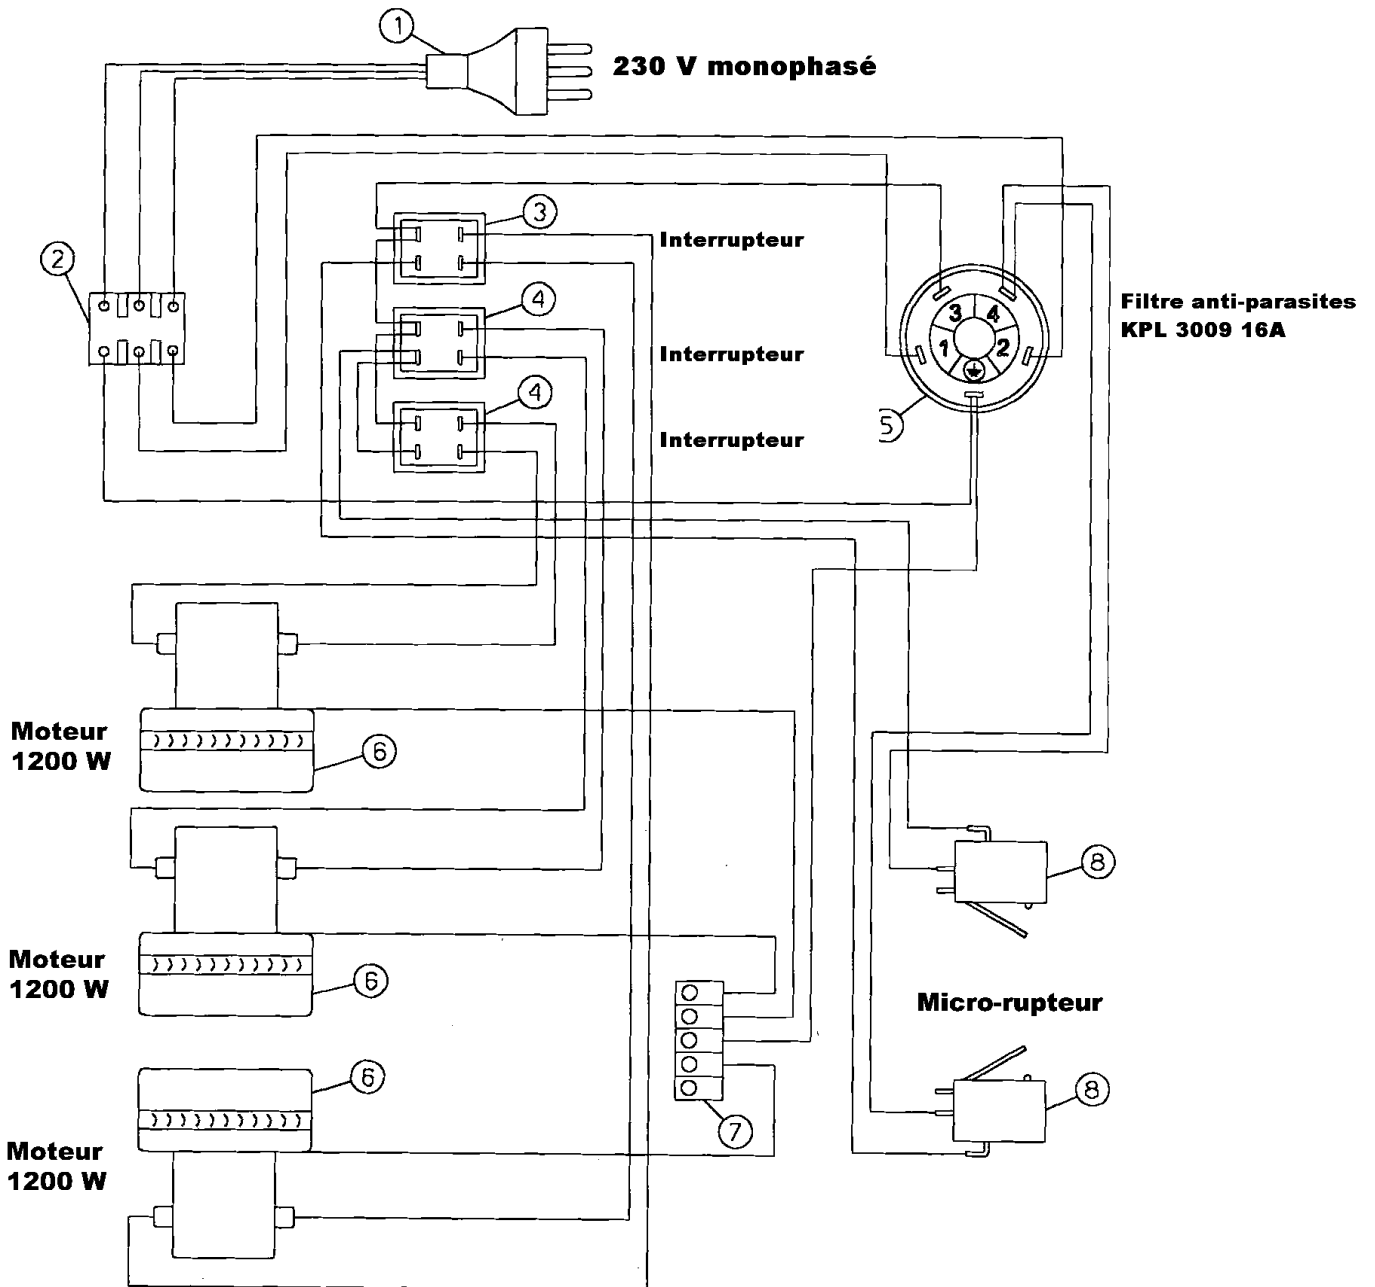 1
230 V monophasé
3
Interrupteur
2
4
Interrupteur
Filtre anti-parasites
KPL 3009 16A
3 4
1 2
4
Interrupteur
5
Moteur
1200 W
6
8
Moteur
1200 W
6
Micro-rupteur
6
8
7
Moteur
1200 W